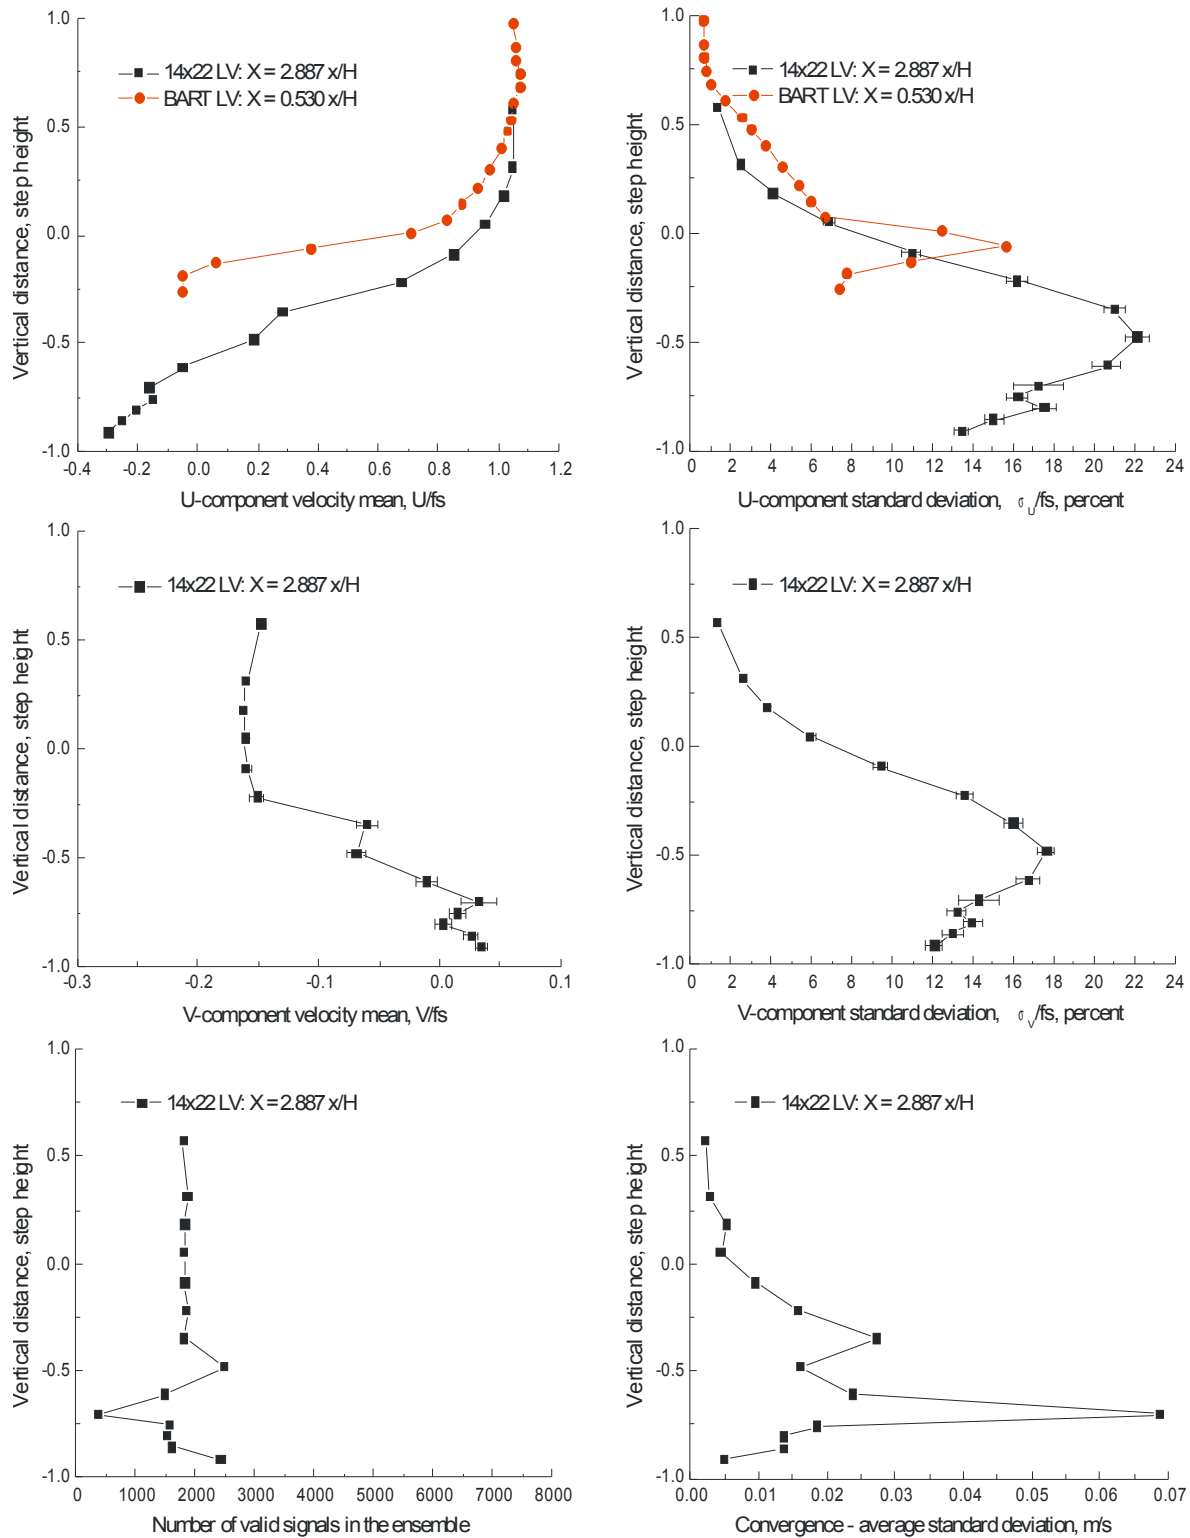 1.0
0.5
0.0
-0.5
-1.0
Vertical distance, step height
14x22 LV: X = 2.887 x/H
BART LV: X = 0.530 x/H
-0.4 -0.2 0.0 0.2 0.4 0.6 0.8 1.0 1.2
U-component velocity mean, U/fs
1.0
0.5
0.0
-0.5
-1.0
Vertical distance, step height
14x22 LV: X = 2.887 x/H
BART LV: X = 0.530 x/H
0 2 4 6 8 10 12 14 16 18 20 22 24
U-component standard deviation, σU/fs, percent
1.0
0.5
0.0
-0.5
-1.0
Vertical distance, step height
14x22 LV: X = 2.887 x/H
-0.3 -0.2 -0.1 0.0 0.1
V-component velocity mean, V/fs
1.0
0.5
0.0
-0.5
-1.0
Vertical distance, step height
14x22 LV: X = 2.887 x/H
0 2 4 6 8 10 12 14 16 18 20 22 24
V-component standard deviation, σV/fs, percent
1.0
0.5
0.0
-0.5
-1.0
Vertical distance, step height
14x22 LV: X = 2.887 x/H
0 1000 2000 3000 4000 5000 6000 7000 8000
Number of valid signals in the ensemble
1.0
0.5
0.0
-0.5
-1.0
Vertical distance, step height
14x22 LV: X = 2.887 x/H
0.00 0.01 0.02 0.03 0.04 0.05 0.06 0.07
Convergence - average standard deviation, m/s